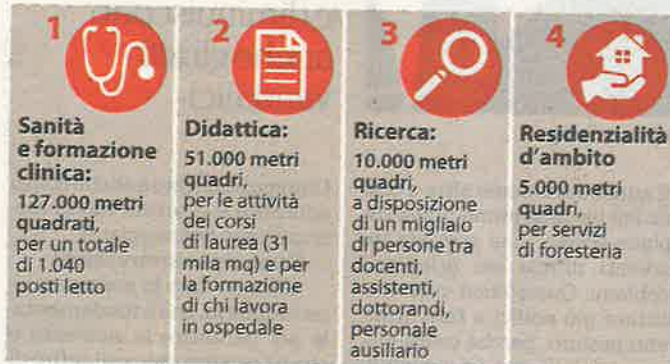 1
Sanità
e formazione
clinica:
127.000 metri
quadrati,
per un totale
di 1.040
posti letto
2
Didattica:
51.000 metri
quadri,
per le attività
dei corsi
di laurea (31
mila mq) e per
la formazione
di chi lavora
in ospedale
3
Ricerca:
10.000 metri
quadri,
a disposizione
di un migliaio
di persone tra
docenti,
assistenti,
dottorandi,
personale
ausiliario
4
Residenzialità
d'ambito
5.000 metri
quadri,
per servizi
di foresteria